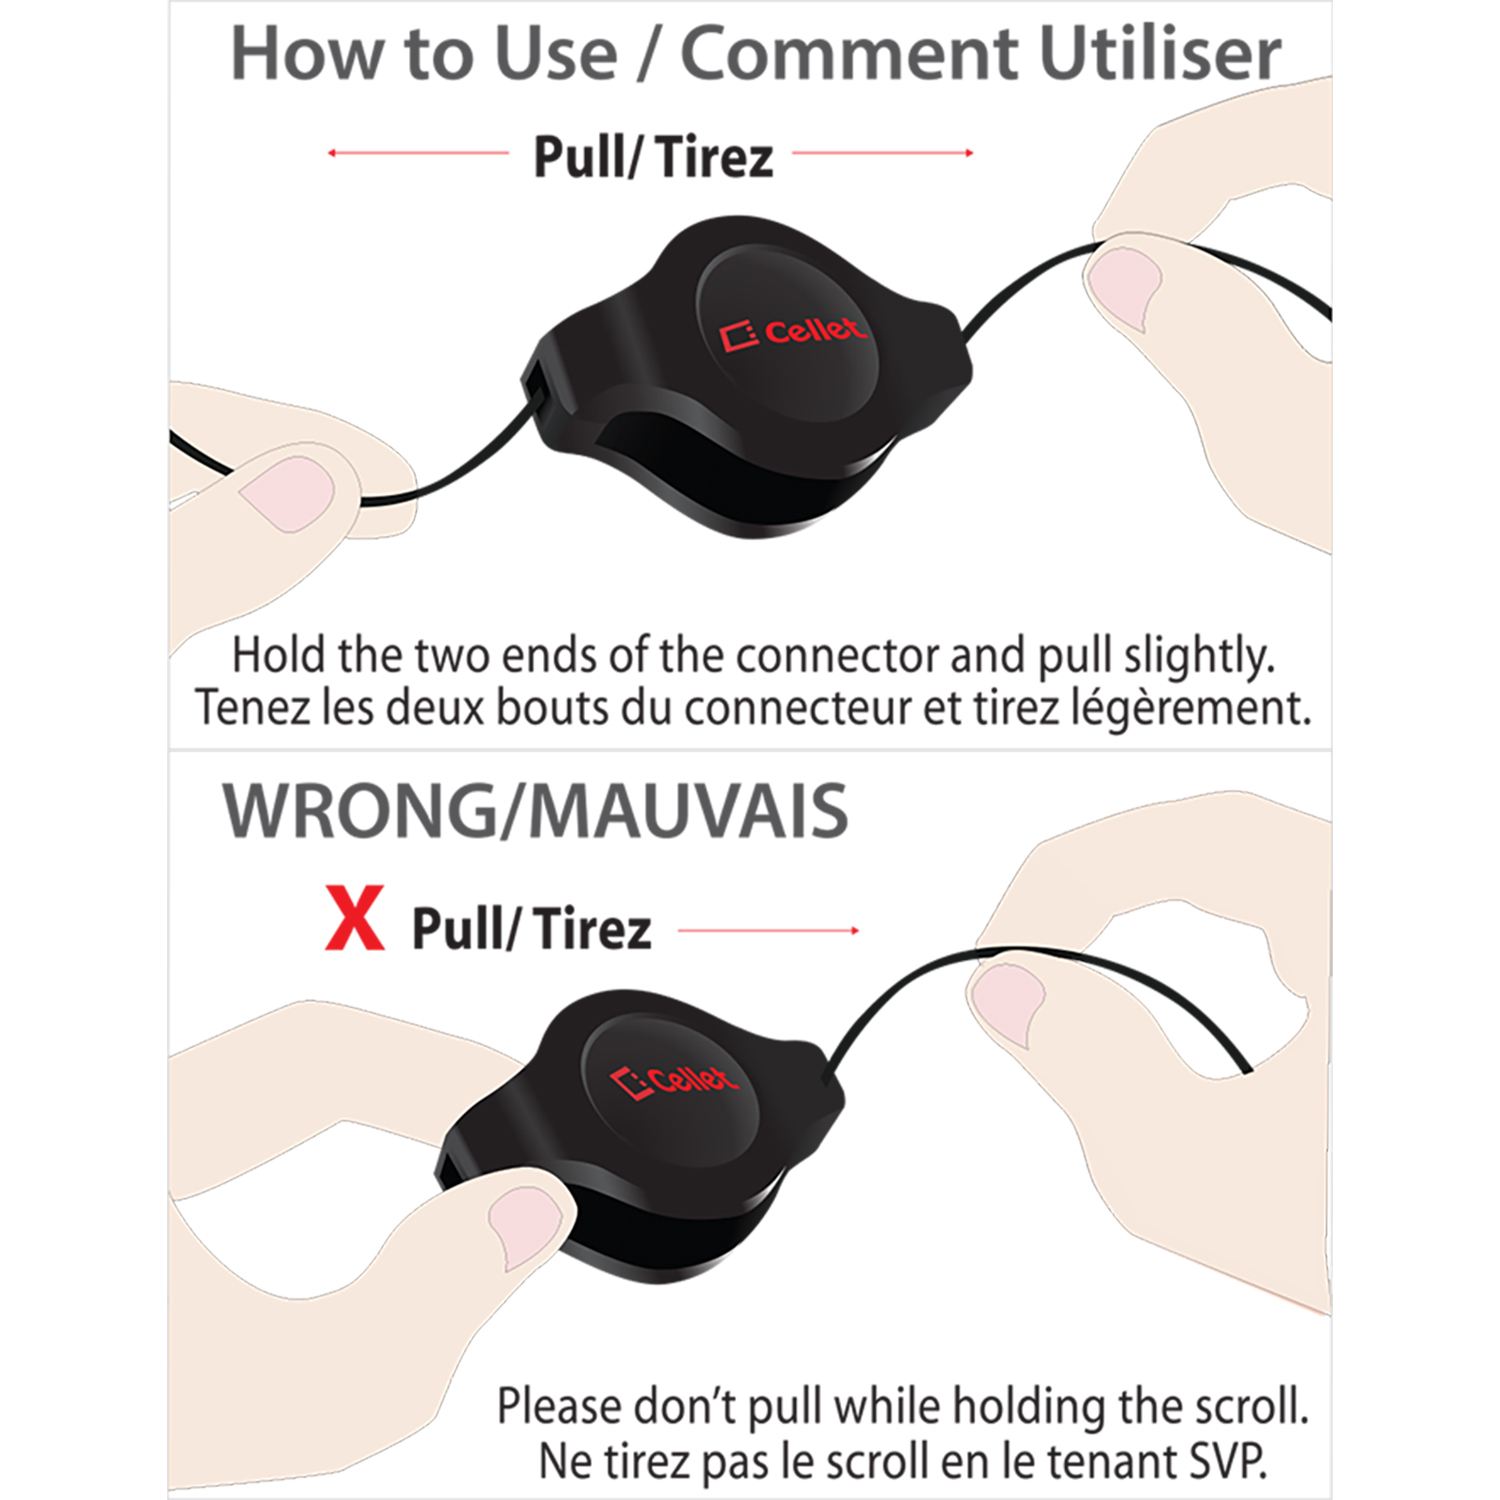 How to Use / Comment Utiliser
Pull/ Tirez
Cellet
Hold the two ends of the connector and pull slightly.
Tenez les deux bouts du connecteur et tirez légèrement.
WRONG/MAUVAIS
X Pull/ Tirez
Cellet
Please don't pull while holding the scroll.
Ne tirez pas le scroll en le tenant SVP.